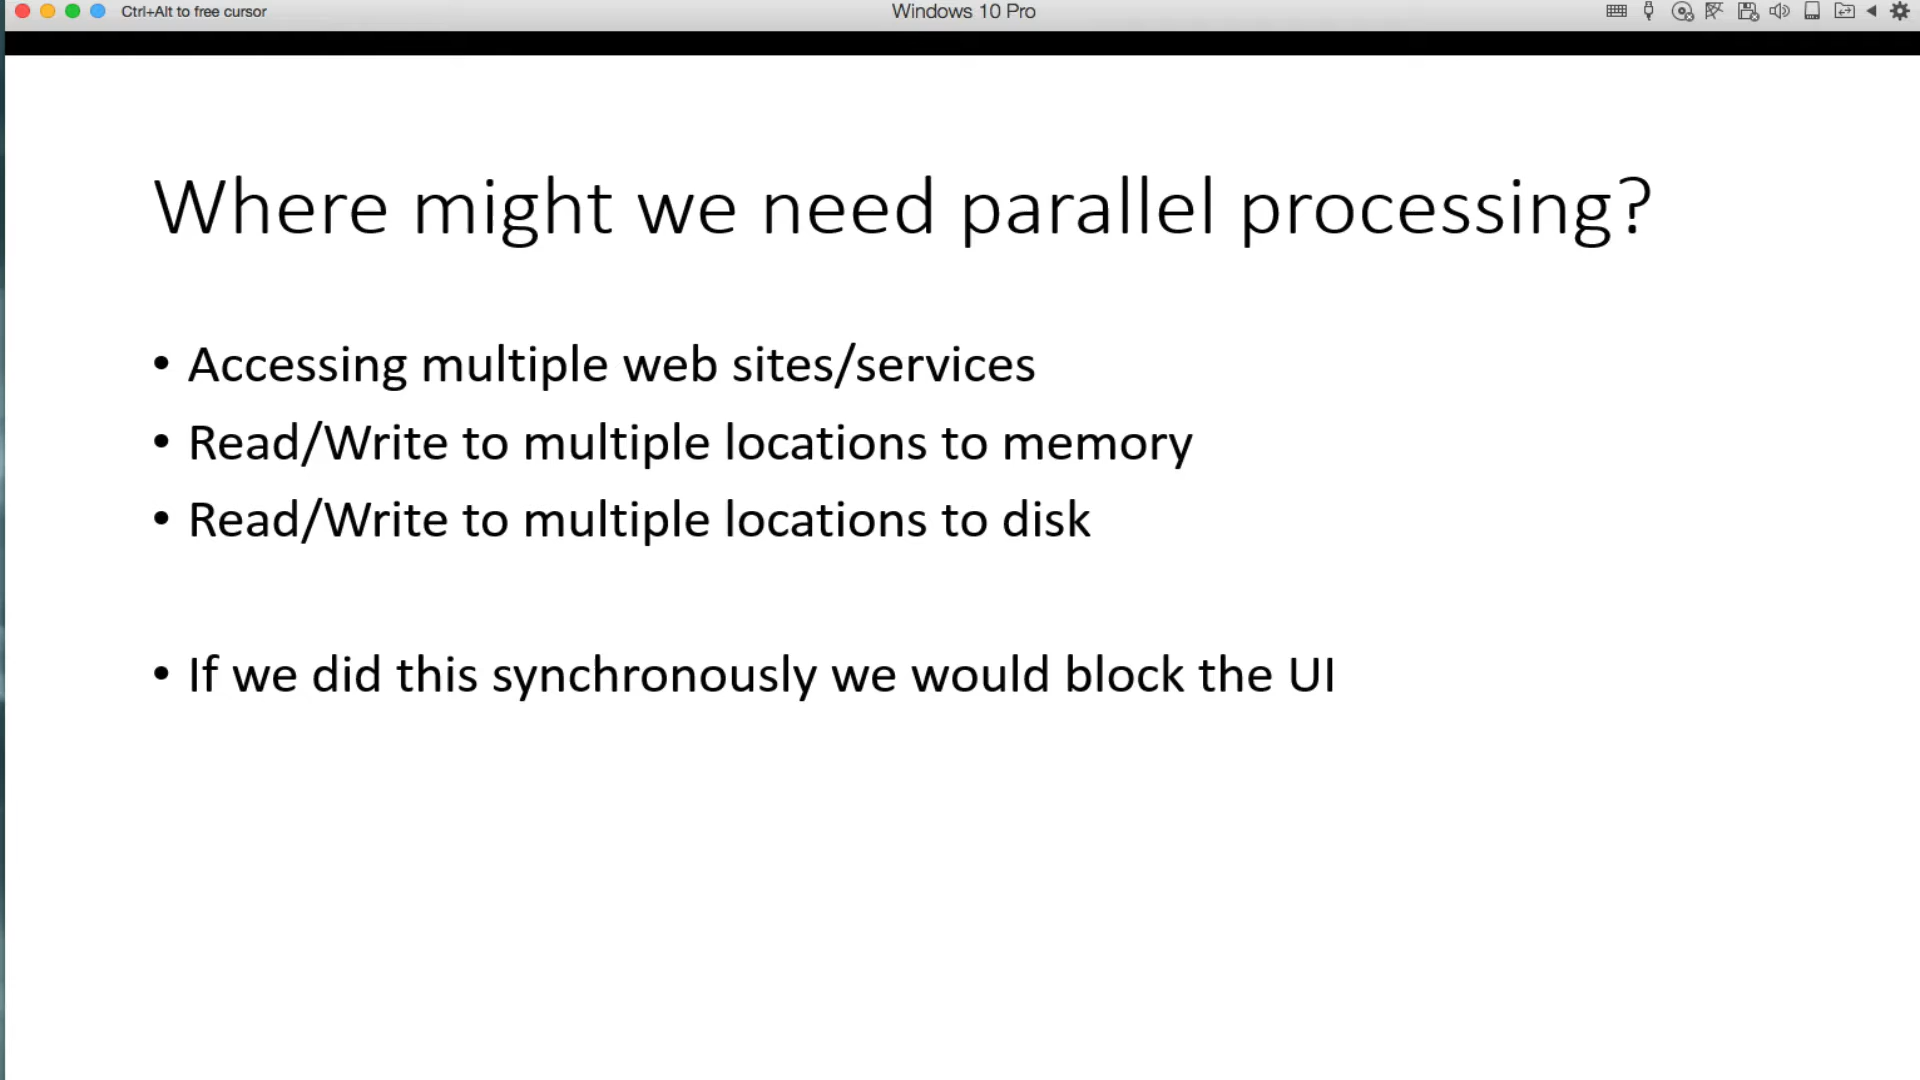 Ctrl+Alt to free cursor
Windows 10 Pro
Where might we need parallel processing?
• Accessing multiple web sites/services
• Read/Write to multiple locations to memory
• Read/Write to multiple locations to disk
• If we did this synchronously we would block the UI